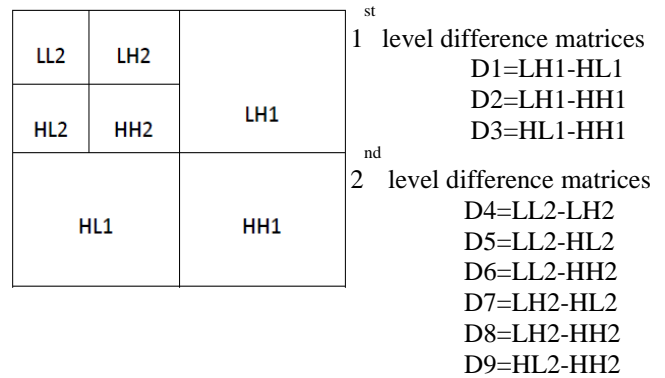 LL2 LH2
HL2 HH2
LH1
HL1 HH1
1st level difference matrices
D1=LH1-HL1
D2=LH1-HH1
D3=HL1-HH1
2nd level difference matrices
D4=LL2-LH2
D5=LL2-HL2
D6=LL2-HH2
D7=LH2-HL2
D8=LH2-HH2
D9=HL2-HH2